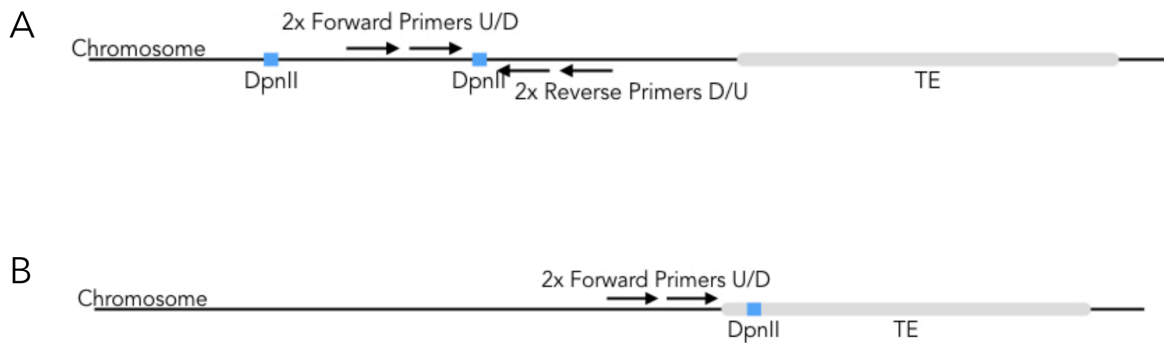 A
2x Forward Primers U/D
Chromosome
DpnII
DpnII
2x Reverse Primers D/U
TE
B
2x Forward Primers U/D
Chromosome
DpnII
TE